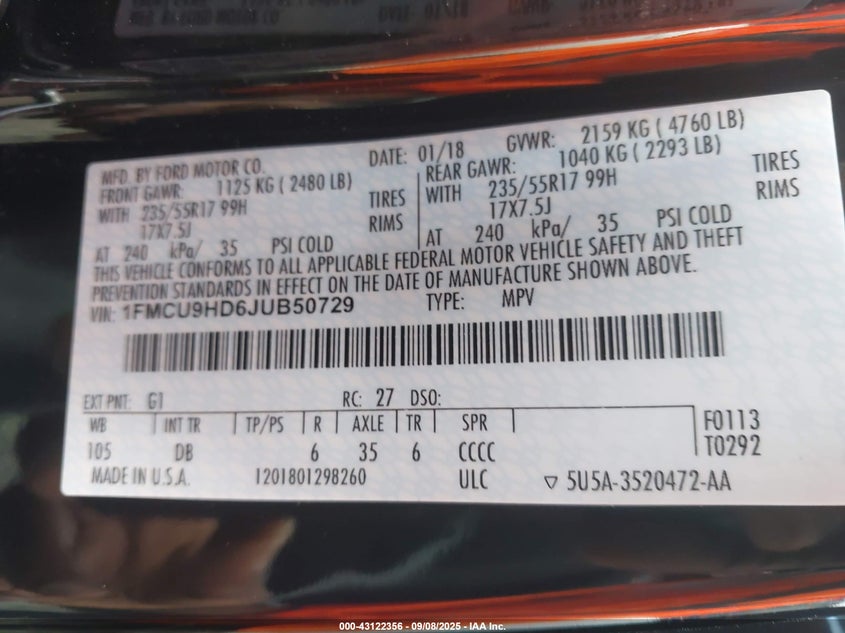 MFD. BY FORD MOTOR CO. DATE: 01/18 GVWR: 2159 KG ( 4760 LB)
FRONT GAWR: 1125 KG ( 2480 LB) REAR GAWR: 1040 KG ( 2293 LB)
WITH 235/55R17 99H TIRES WITH 235/55R17 99H TIRES
17X7.5J RIMS 17X7.5J RIMS
AT 240 kPa/ 35 PSI COLD AT 240 kPa/ 35 PSI COLD
THIS VEHICLE CONFORMS TO ALL APPLICABLE FEDERAL MOTOR VEHICLE SAFETY AND THEFT
PREVENTION STANDARDS IN EFFECT ON THE DATE OF MANUFACTURE SHOWN ABOVE.
VIN: 1FMCU9HD6JUB50729 TYPE: MPV
EXT PNT: G1 RC: 27 DSO:
WB INT TR TP/PS R AXLE TR SPR F0113
105 DB 6 35 6 CCCC T0292
MADE IN U.S.A. 1201801298260 ULC ▽ 5U5A-3520472-AA
000-43122356 - 09/08/2025 - IAA Inc.